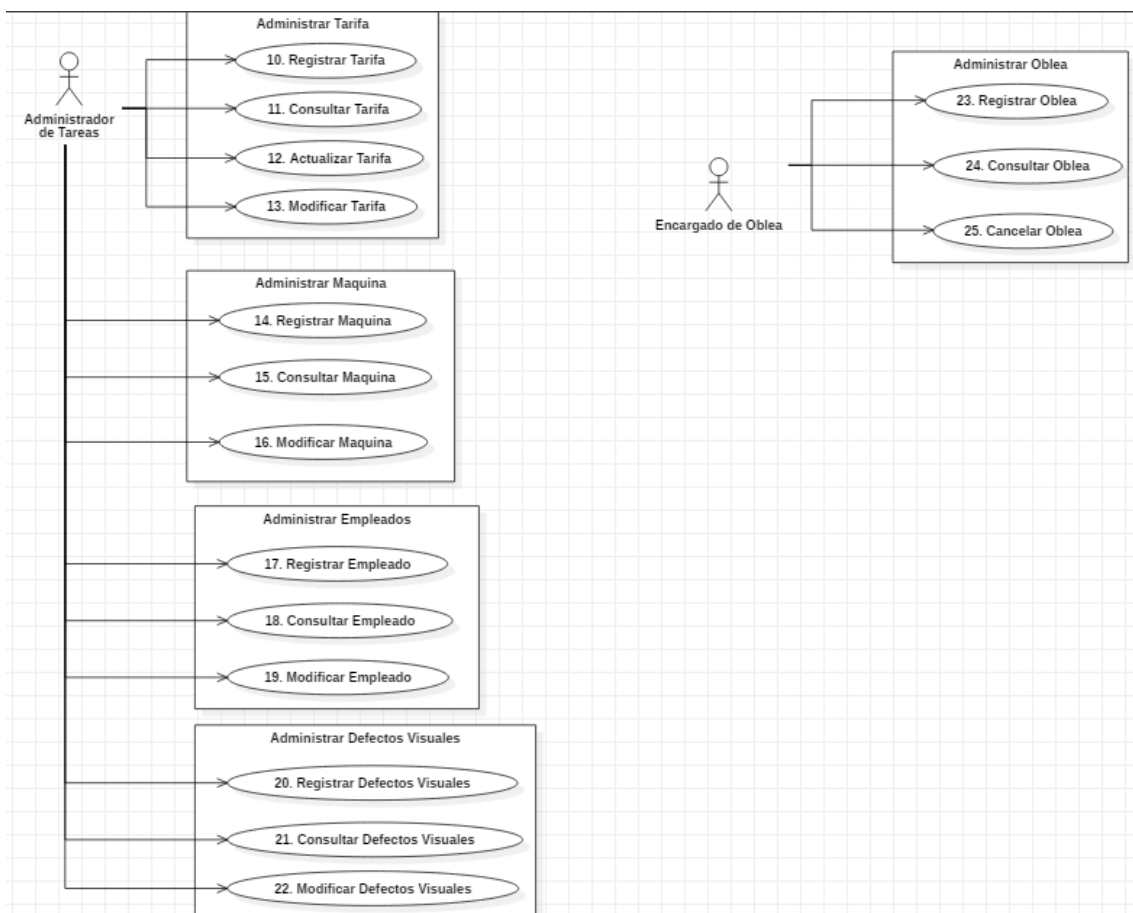 Administrar Tarifa
10. Registrar Tarifa
11. Consultar Tarifa
12. Actualizar Tarifa
13. Modificar Tarifa
Administrador
de Tareas
Administrar Maquina
14. Registrar Maquina
15. Consultar Maquina
16. Modificar Maquina
Administrar Empleados
17. Registrar Empleado
18. Consultar Empleado
19. Modificar Empleado
Administrar Defectos Visuales
20. Registrar Defectos Visuales
21. Consultar Defectos Visuales
22. Modificar Defectos Visuales
Administrar Oblea
23. Registrar Oblea
24. Consultar Oblea
25. Cancelar Oblea
Encargado de Oblea